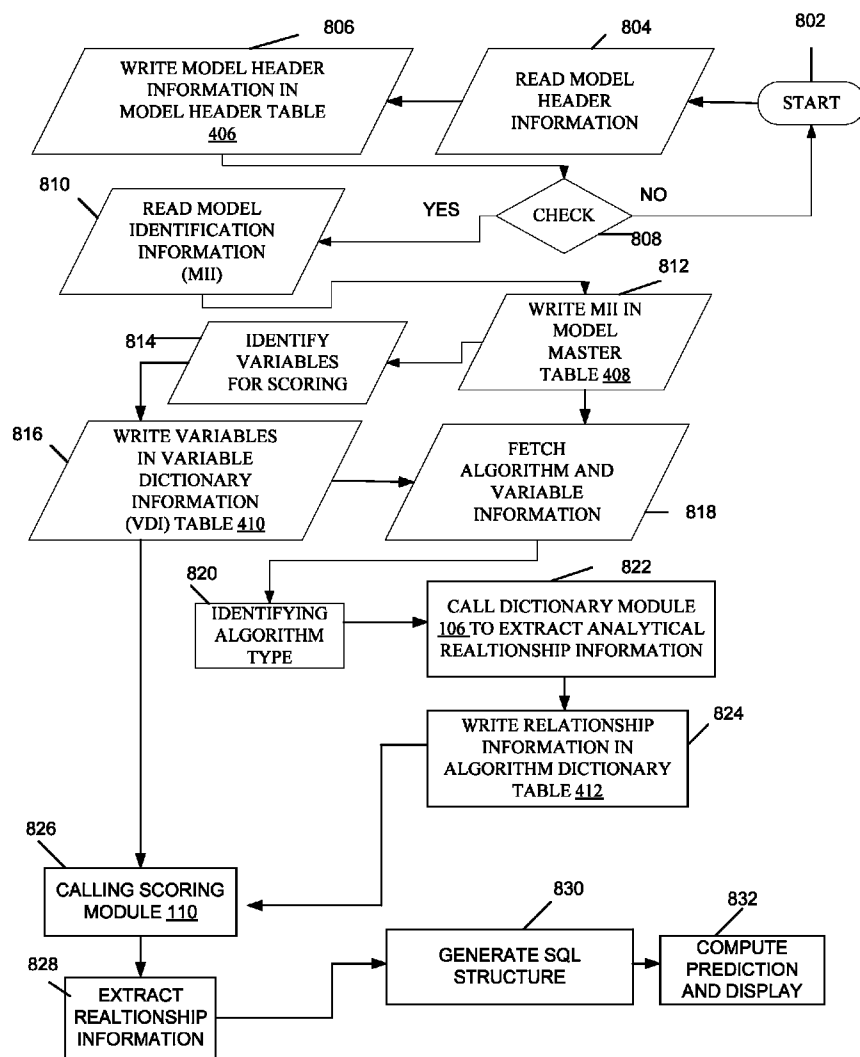 806
804
802
WRITE MODEL HEADER
INFORMATION IN
MODEL HEADER TABLE
406
READ MODEL
HEADER
INFORMATION
START
810
READ MODEL
IDENTIFICATION
INFORMATION
(MII)
YES
CHECK
NO
808
812
WRITE MII IN
MODEL
MASTER
TABLE 408
814
IDENTIFY
VARIABLES
FOR SCORING
816
WRITE VARIABLES
IN VARIABLE
DICTIONARY
INFORMATION
(VDI) TABLE 410
FETCH
ALGORITHM AND
VARIABLE
INFORMATION
818
820
IDENTIFYING
ALGORITHM
TYPE
822
CALL DICTIONARY MODULE
106 TO EXTRACT ANALYTICAL
REALTIONSHIP INFORMATION
824
WRITE RELATIONSHIP
INFORMATION IN
ALGORITHM DICTIONARY
TABLE 412
826
CALLING SCORING
MODULE 110
828
EXTRACT
REALTIONSHIP
INFORMATION
830
GENERATE SQL
STRUCTURE
832
COMPUTE
PREDICTION
AND DISPLAY